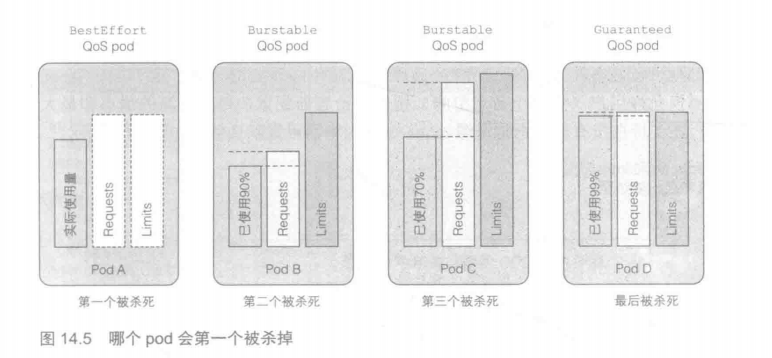 BestEffort
QoS pod
Burstable
QoS pod
Burstable
QoS pod
Guaranteed
QoS pod
实际使用量
Requests
Limits
Pod A
已使用90%
Requests
Limits
Pod B
已使用70%
Requests
Limits
Pod C
已使用99%
Requests
Limits
Pod D
第一个被杀死
第二个被杀死
第三个被杀死
最后被杀死
图 14.5 哪个 pod 会第一个被杀掉